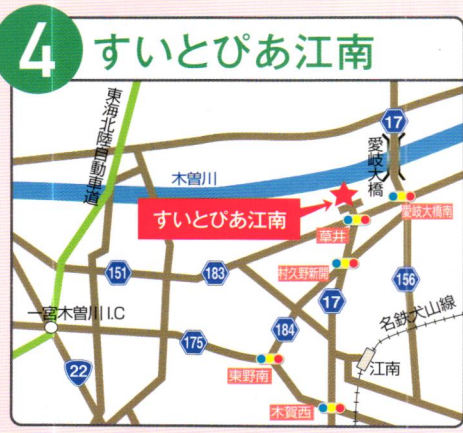 4 すいとぴあ江南
東海北陸自動車道
17
愛岐大橋
木曽川
愛岐大橋南
すいとぴあ江南
草井
151
183
村久野新開
156
17
一宮木曽川I.C
名鉄犬山線
184
175
22
東野南
江南
木賀西